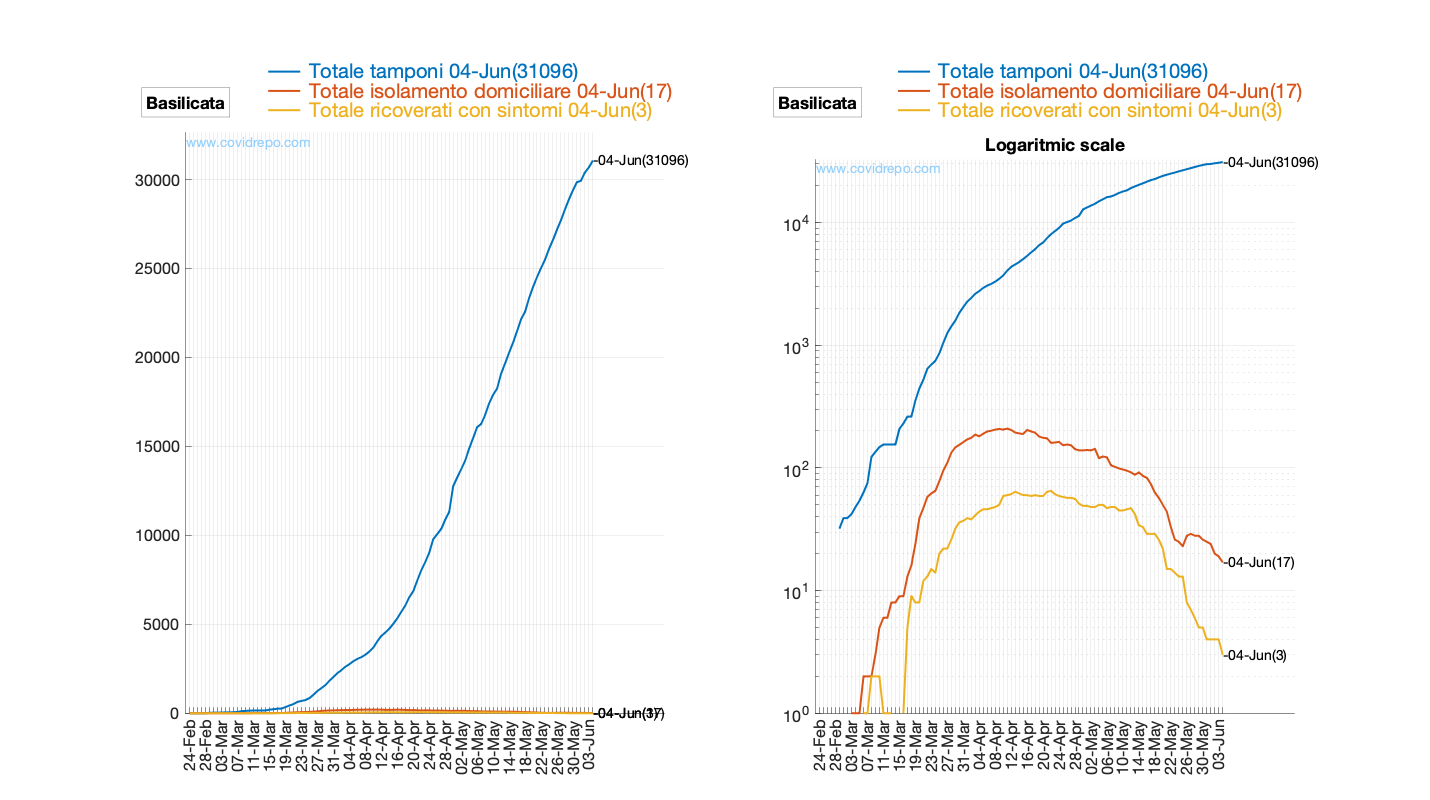 Basilicata
Totale tamponi 04-Jun(31096)
Totale isolamento domiciliare 04-Jun(17)
Totale ricoverati con sintomi 04-Jun(3)
www.covidrepo.com
04-Jun(31096)
30000
25000
20000
15000
10000
5000
0
04-Jun(17)
04-Jun(3)
24-Feb
28-Feb
03-Mar
07-Mar
11-Mar
15-Mar
19-Mar
23-Mar
27-Mar
31-Mar
04-Apr
08-Apr
12-Apr
16-Apr
20-Apr
24-Apr
28-Apr
02-May
06-May
10-May
14-May
18-May
22-May
26-May
30-May
03-Jun
Basilicata
Totale tamponi 04-Jun(31096)
Totale isolamento domiciliare 04-Jun(17)
Totale ricoverati con sintomi 04-Jun(3)
Logaritmic scale
www.covidrepo.com
04-Jun(31096)
10^4
10^3
10^2
10^1
10^0
04-Jun(17)
04-Jun(3)
24-Feb
28-Feb
03-Mar
07-Mar
11-Mar
15-Mar
19-Mar
23-Mar
27-Mar
31-Mar
04-Apr
08-Apr
12-Apr
16-Apr
20-Apr
24-Apr
28-Apr
02-May
06-May
10-May
14-May
18-May
22-May
26-May
30-May
03-Jun